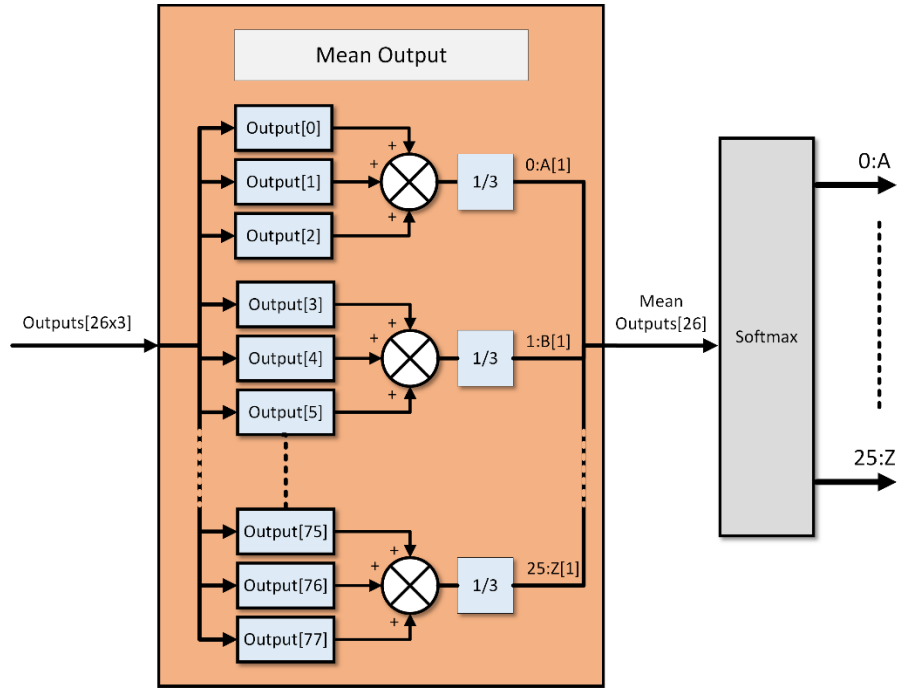 Mean Output
Output[0]
+
Output[1]
+
1/3
0:A[1]
+
Output[2]
0:A
Output[3]
+
Outputs[26x3]
Output[4]
+
1/3
1:B[1]
+
Output[5]
Mean
Outputs[26]
Softmax
Output[75]
+
Output[76]
+
1/3
25:Z[1]
+
Output[77]
25:Z